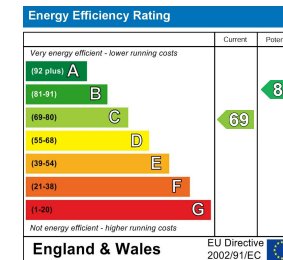 Energy Efficiency Rating
Current
Very energy efficient - lower running costs
(92 plus) A
(81-91) B
8
(69-80) C
69
(55-68) D
(39-54) E
(21-38) F
(1-20) G
Not energy efficient - higher running costs
England & Wales
EU Directive
2002/91/EC